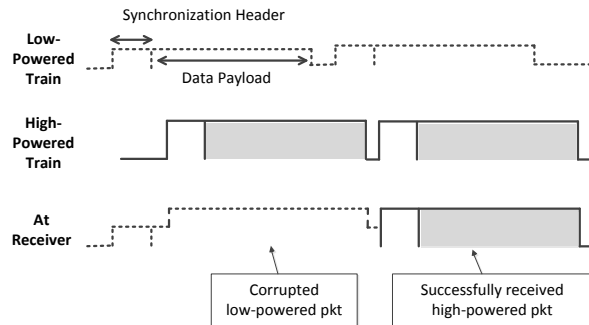 Synchronization Header
Low-
Powered
Train
Data Payload
High-
Powered
Train
At
Receiver
Corrupted
low-powered pkt
Successfully received
high-powered pkt